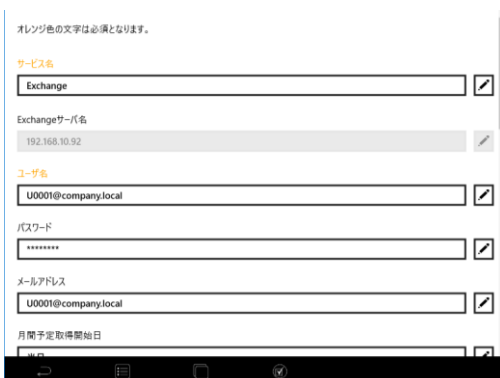 オレンジ色の文字は必須となります。
サービス名
Exchange
Exchangeサーバ名
192.168.10.92
ユーザ名
U0001@company.local
パスワード
********
メールアドレス
U0001@company.local
月間予定取得開始日
当日